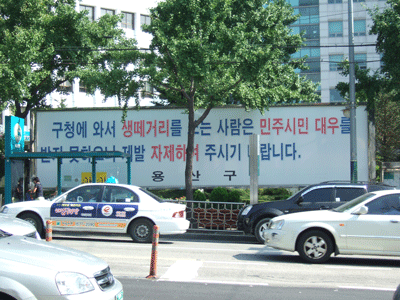 구청에 와서 생떼거리를 쓰는 사람은 민주시민 대우를
받지 못하오니 제발 자제하여 주시기 바랍니다.
용 산 구